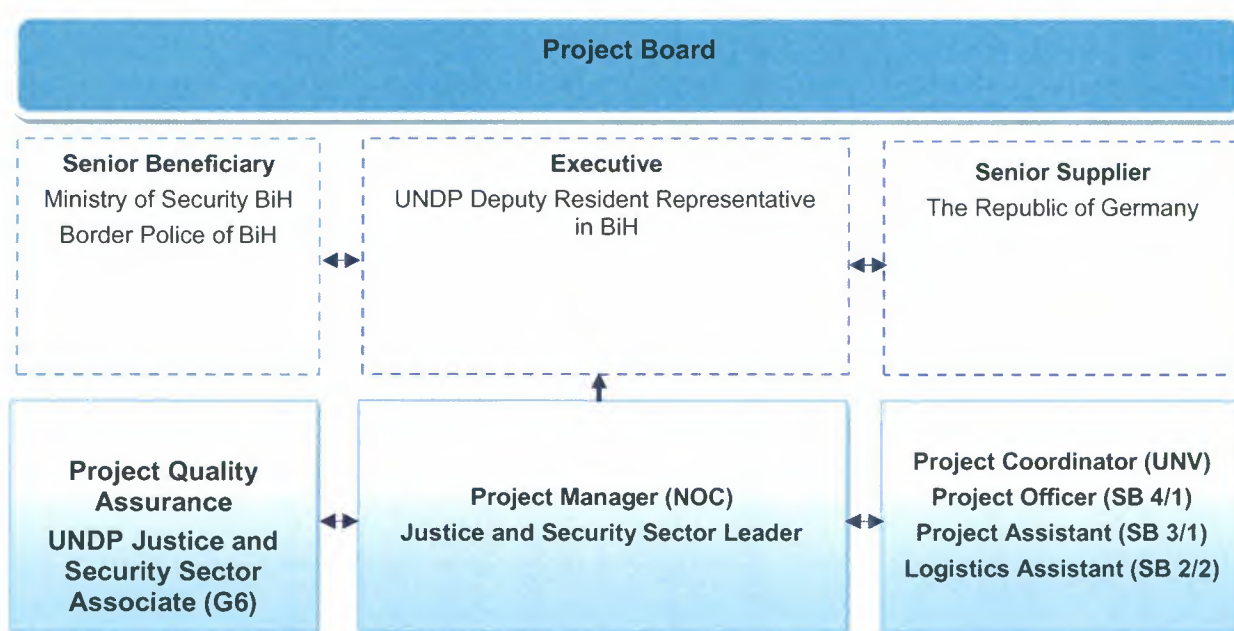 Project Board
Senior Beneficiary
Ministry of Security BiH
Border Police of BiH
Executive
UNDP Deputy Resident Representative
in BiH
Senior Supplier
The Republic of Germany
Project Quality
Assurance
UNDP Justice and
Security Sector
Associate (G6)
Project Manager (NOC)
Justice and Security Sector Leader
Project Coordinator (UNV)
Project Officer (SB 4/1)
Project Assistant (SB 3/1)
Logistics Assistant (SB 2/2)